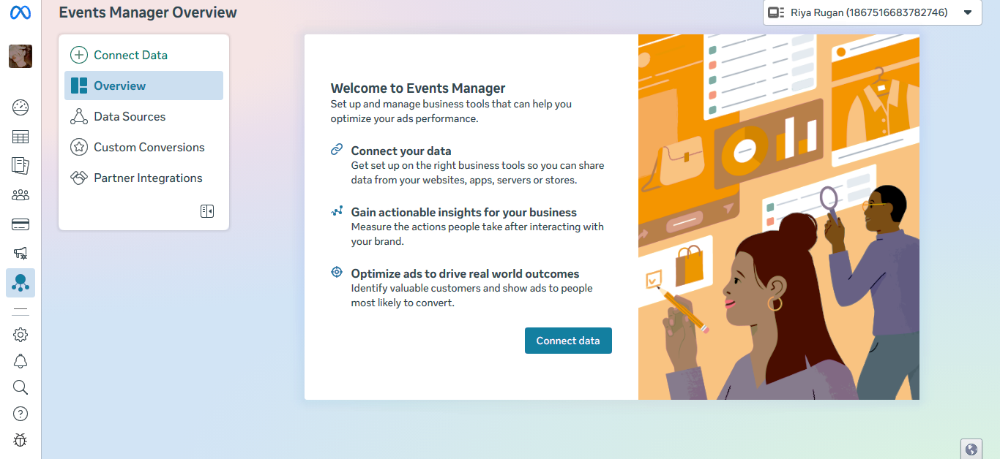 Events Manager Overview
Riya Rugan (1867516683782746)
Connect Data
Overview
Data Sources
Custom Conversions
Partner Integrations
Welcome to Events Manager
Set up and manage business tools that can help you
optimize your ads performance.
Connect your data
Get set up on the right business tools so you can share
data from your websites, apps, servers or stores.
Gain actionable insights for your business
Measure the actions people take after interacting with
your brand.
Optimize ads to drive real world outcomes
Identify valuable customers and show ads to people
most likely to convert.
Connect data